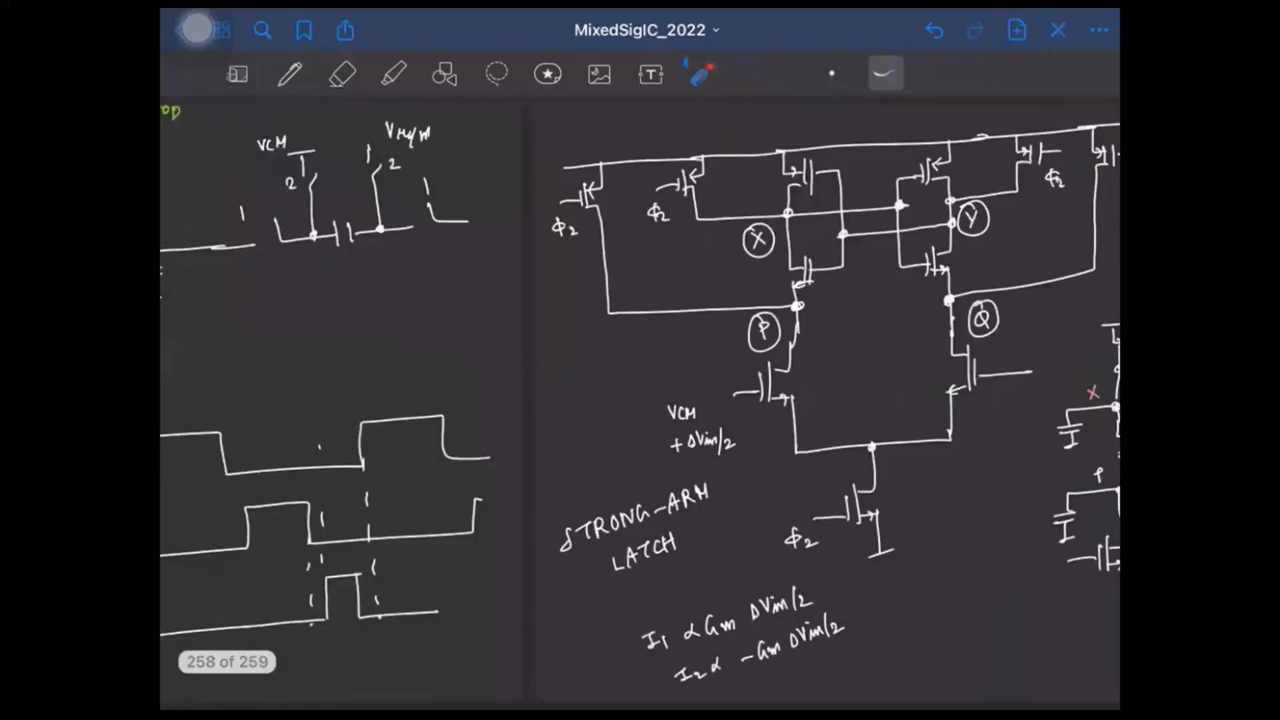 MixedSigIC_2022
VCM
2
2
1
1
Φ2
Φ2
Φ2
X
Y
P
Q
VCM
+ ΔVin/2
STRONG-ARM
LATCH
Φ2
X
P
I1 ∝ Gm ΔVin/2
I2 ∝ -Gm ΔVin/2
258 of 259